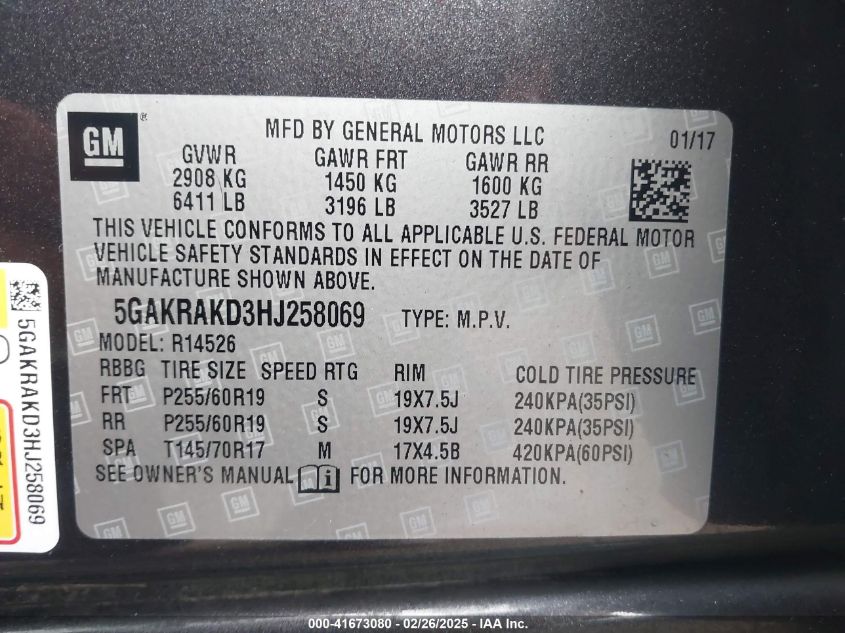 GM
MFD BY GENERAL MOTORS LLC 01/17
GVWR GAWR FRT GAWR RR
2908 KG 1450 KG 1600 KG
6411 LB 3196 LB 3527 LB
THIS VEHICLE CONFORMS TO ALL APPLICABLE U.S. FEDERAL MOTOR
VEHICLE SAFETY STANDARDS IN EFFECT ON THE DATE OF
MANUFACTURE SHOWN ABOVE.
5GAKRAKD3HJ258069 TYPE: M.P.V.
MODEL: R14526
RBBG TIRE SIZE SPEED RTG RIM COLD TIRE PRESSURE
FRT P255/60R19 S 19X7.5J 240KPA(35PSI)
RR P255/60R19 S 19X7.5J 240KPA(35PSI)
SPA T145/70R17 M 17X4.5B 420KPA(60PSI)
SEE OWNER'S MANUAL FOR MORE INFORMATION.
5GAKRAKD3HJ258069
000-41673080 - 02/26/2025 - IAA Inc.